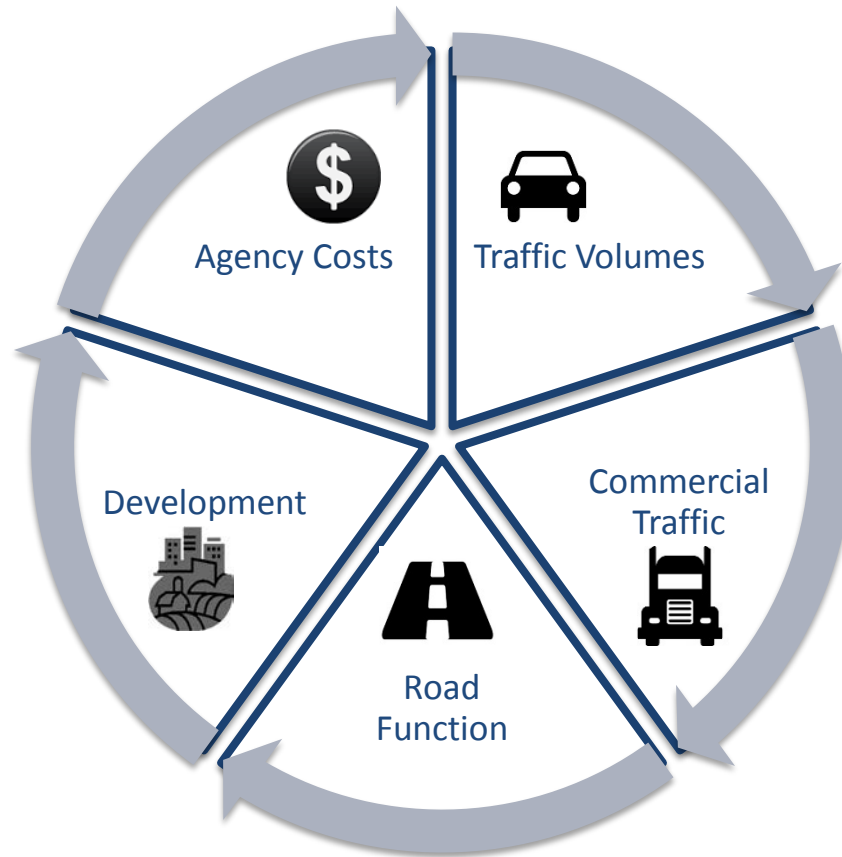 $
Agency Costs
Traffic Volumes
Commercial
Traffic
Road
Function
Development